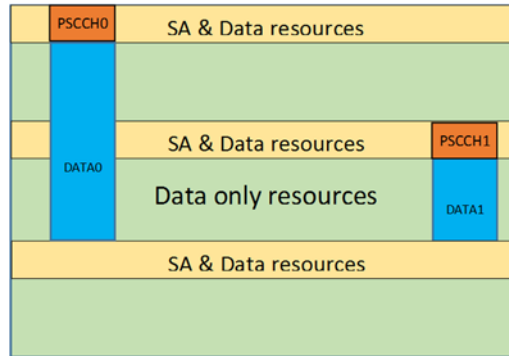 PSCCH0
SA & Data resources
SA & Data resources
PSCCH1
DATA0
Data only resources
DATA1
SA & Data resources